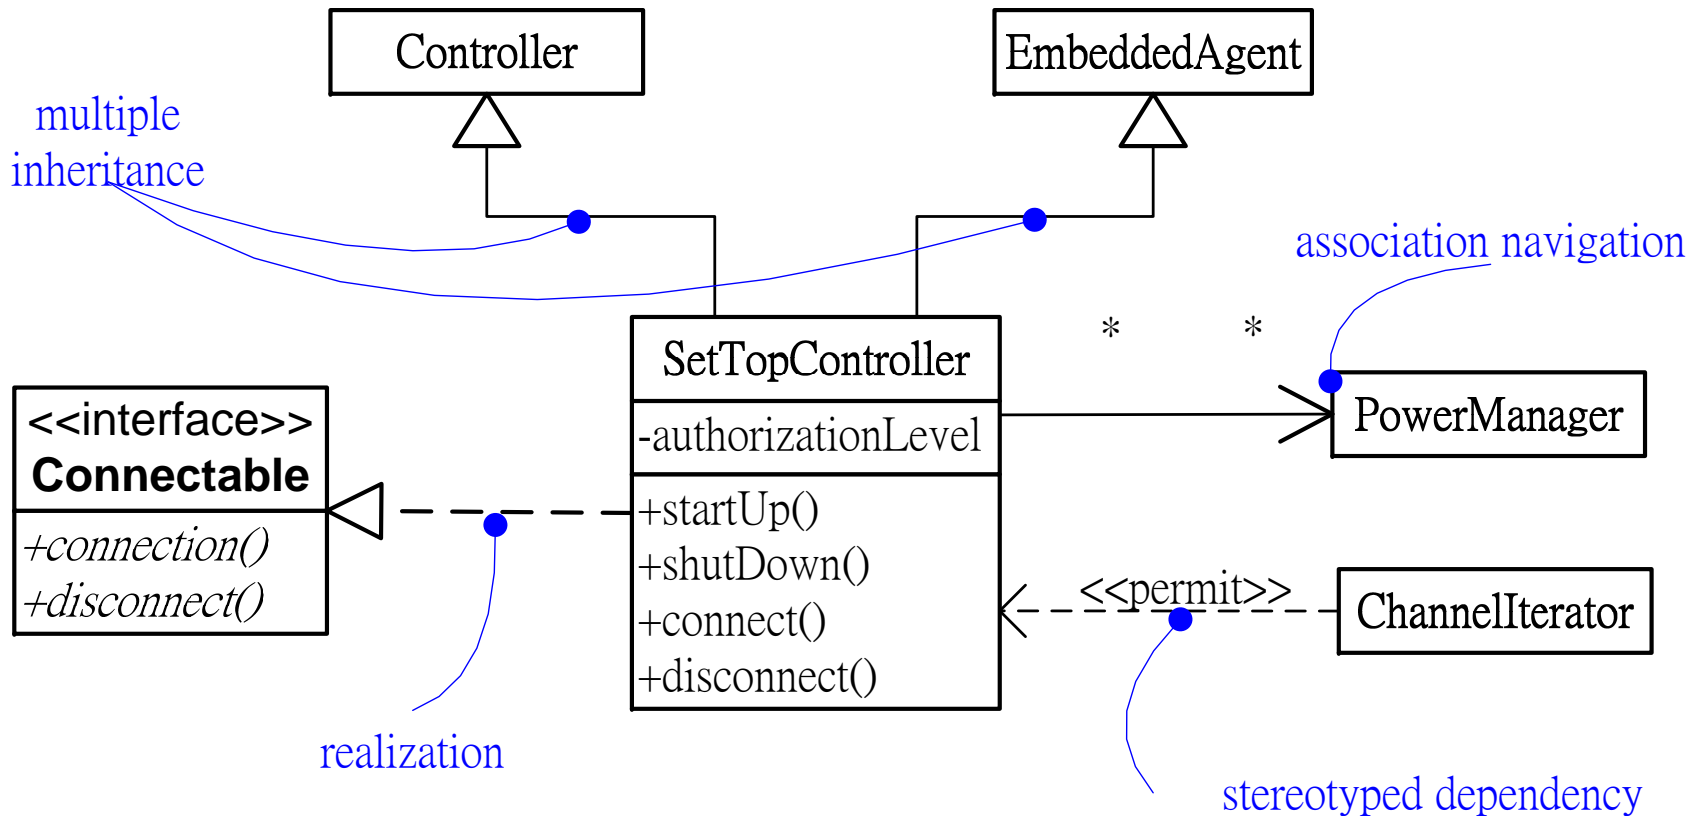 Controller
EmbeddedAgent
multiple
inheritance
association navigation
* *
SetTopController
-authorizationLevel
+startUp()
+shutDown()
+connect()
+disconnect()
PowerManager
<<interface>>
Connectable
+connection()
+disconnect()
<<permit>>
ChannelIterator
realization
stereotyped dependency